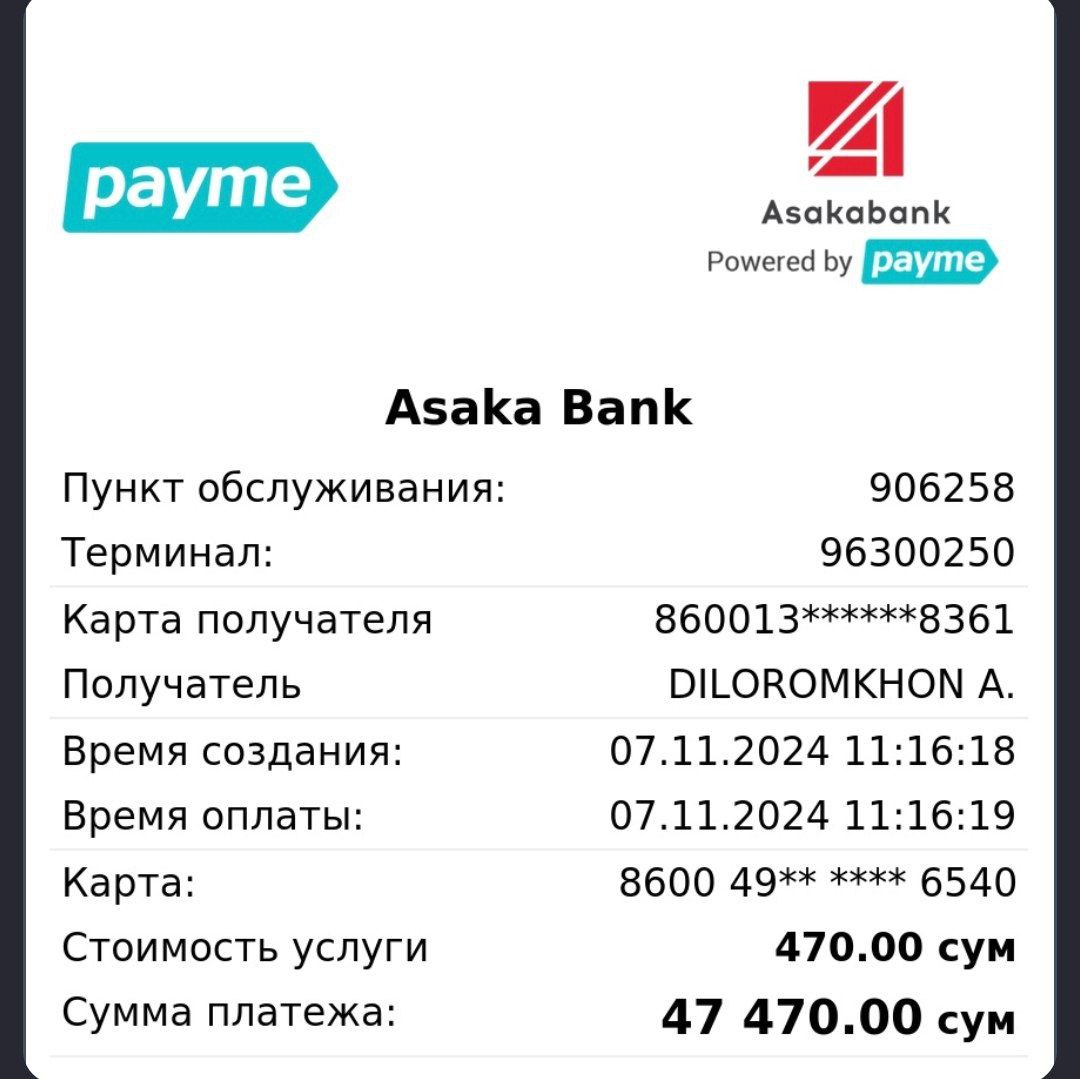 payme
Asakabank
Powered by payme
Asaka Bank
Пункт обслуживания: 906258
Терминал: 96300250
Карта получателя 860013******8361
Получатель DILOROMKHON A.
Время создания: 07.11.2024 11:16:18
Время оплаты: 07.11.2024 11:16:19
Карта: 8600 49** **** 6540
Стоимость услуги 470.00 сум
Сумма платежа: 47 470.00 сум